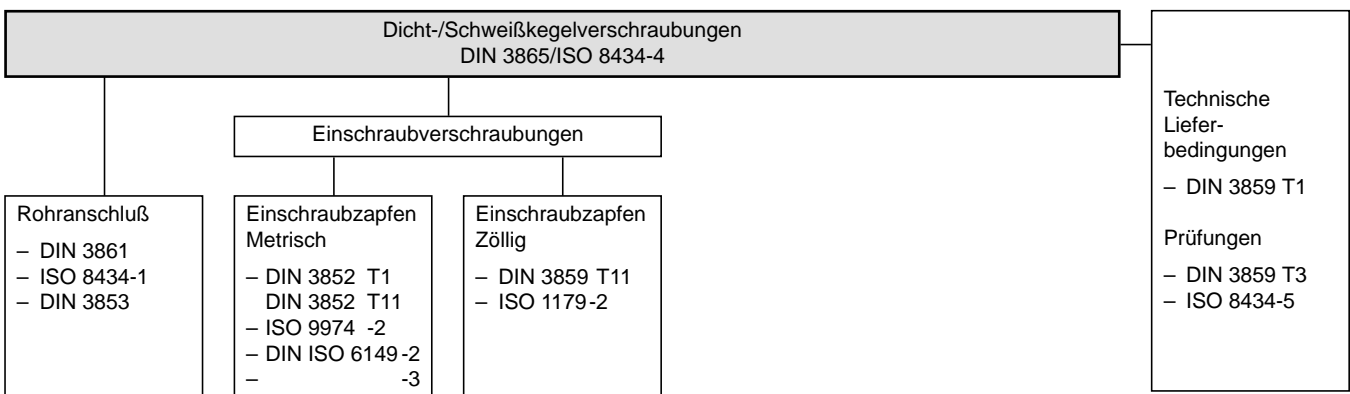 Dicht-/Schweißkegelverschraubungen
DIN 3865/ISO 8434-4
Einschraubverschraubungen
Rohranschluß
– DIN 3861
– ISO 8434-1
– DIN 3853
Einschraubzapfen
Metrisch
– DIN 3852 T1
DIN 3852 T11
– ISO 9974 -2
– DIN ISO 6149 -2
– -3
Einschraubzapfen
Zöllig
– DIN 3859 T11
– ISO 1179 -2
Technische
Liefer-
bedingungen
– DIN 3859 T1
Prüfungen
– DIN 3859 T3
– ISO 8434-5